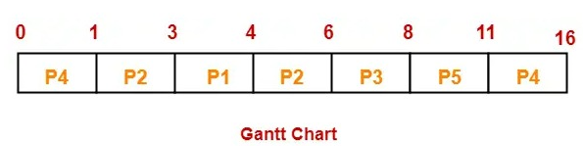 0 1 3 4 6 8 11 16
P4 P2 P1 P2 P3 P5 P4
Gantt Chart